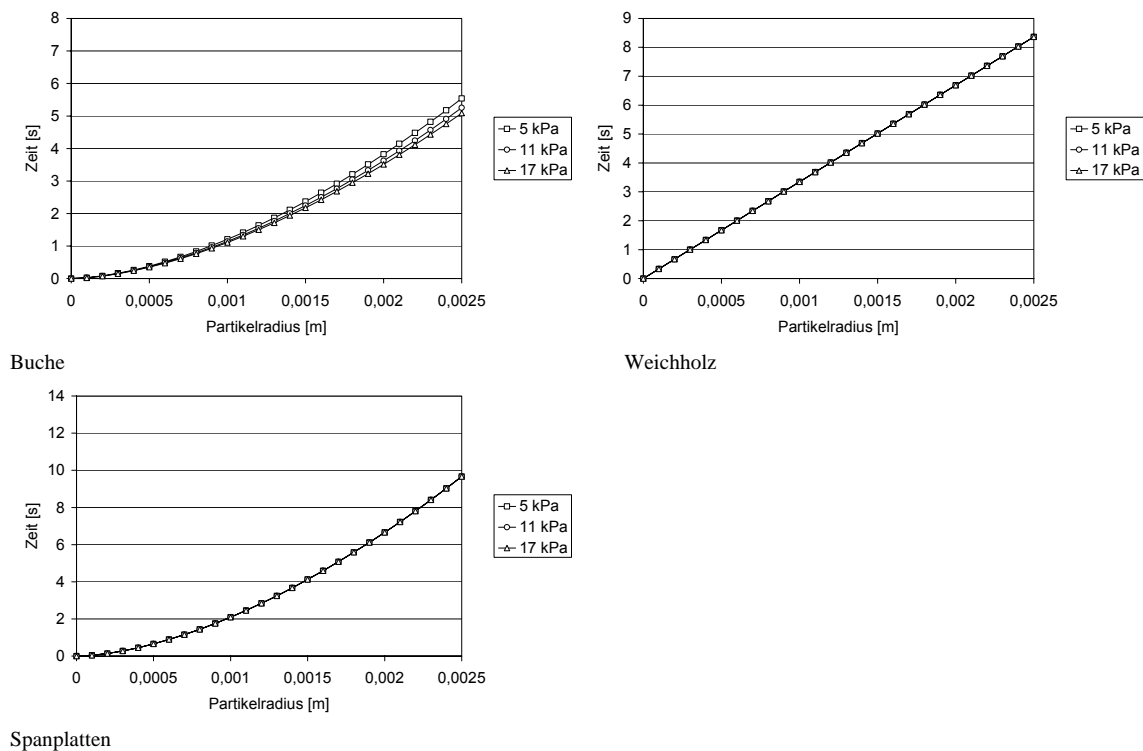 8
7
6
5
4
3
2
1
0
Zeit [s]
0 0,0005 0,001 0,0015 0,002 0,0025
Partikelradius [m]
5 kPa
11 kPa
17 kPa
Buche
9
8
7
6
5
4
3
2
1
0
Zeit [s]
0 0,0005 0,001 0,0015 0,002 0,0025
Partikelradius [m]
5 kPa
11 kPa
17 kPa
Weichholz
14
12
10
8
6
4
2
0
Zeit [s]
0 0,0005 0,001 0,0015 0,002 0,0025
Partikelradius [m]
5 kPa
11 kPa
17 kPa
Spanplatten